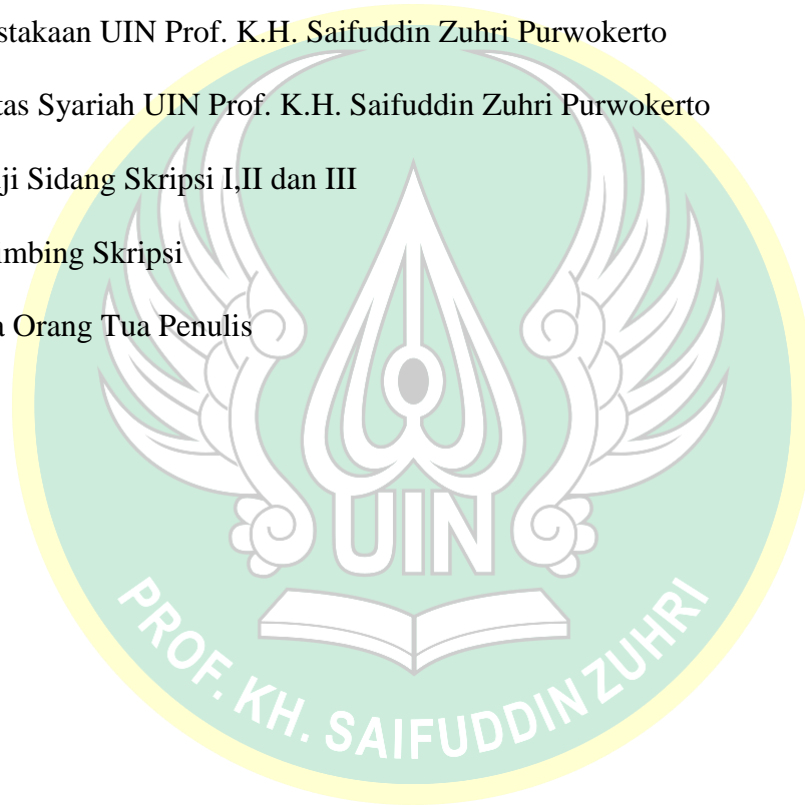 stakaan UIN Prof. K.H. Saifuddin Zuhri Purwokerto
tas Syariah UIN Prof. K.H. Saifuddin Zuhri Purwokerto
ji Sidang Skripsi I,II dan III
imbing Skripsi
a Orang Tua Penulis
UIN
PROF. KH. SAIFUDDIN ZUHRI